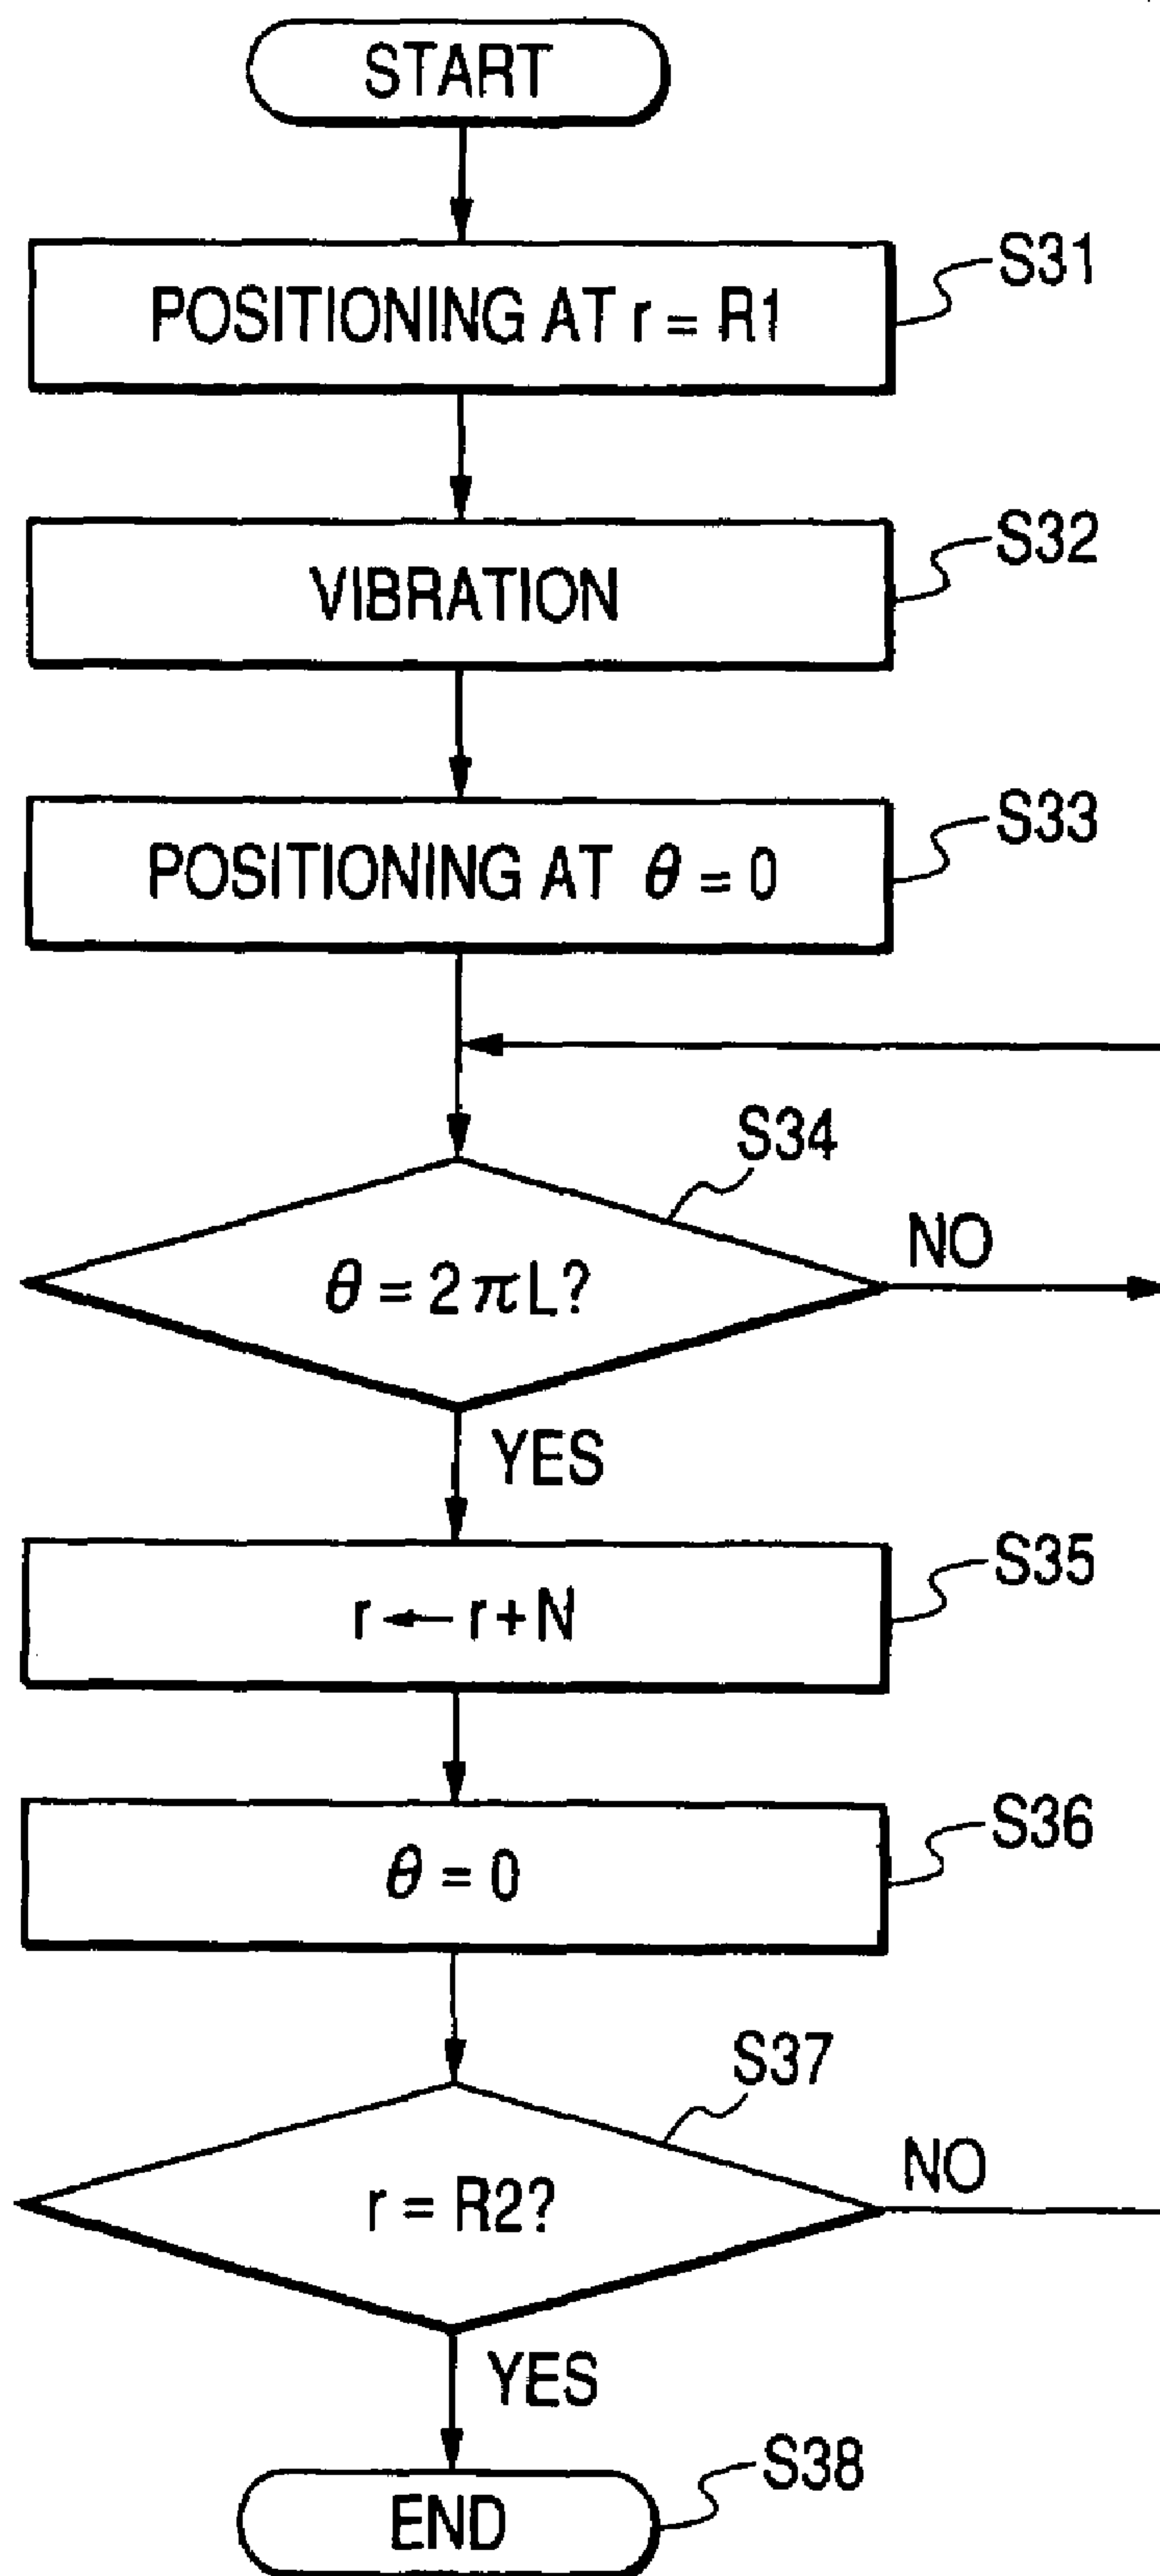 START
POSITIONING AT r = R1
S31
VIBRATION
S32
POSITIONING AT θ = 0
S33
S34
θ = 2πL?
NO
YES
r ← r + N
S35
θ = 0
S36
S37
r = R2?
NO
YES
END
S38